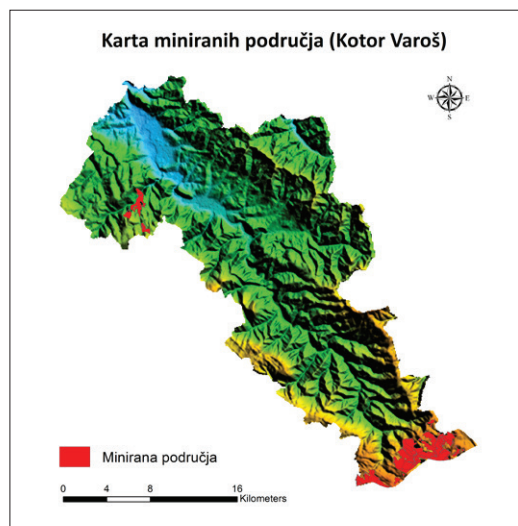 Karta miniranih područja (Kotor Varoš)
N
W E
S
Minirana područja
0 4 8 16
Kilometers